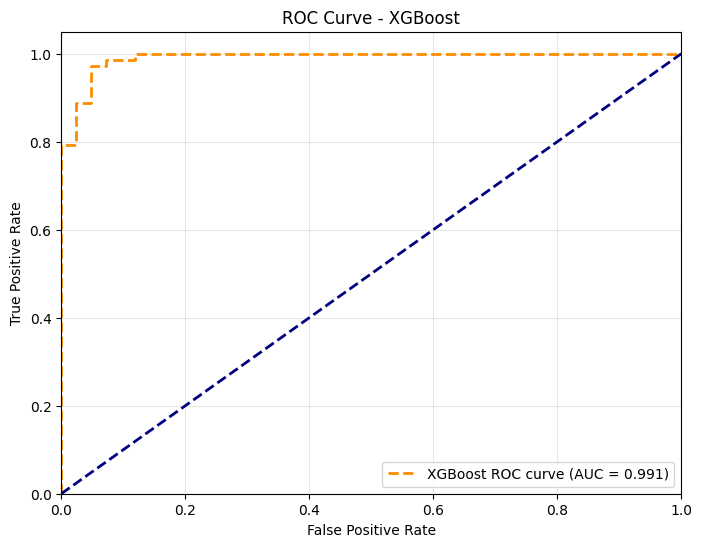 ROC Curve - XGBoost
True Positive Rate
1.0
0.8
0.6
0.4
0.2
0.0
0.0 0.2 0.4 0.6 0.8 1.0
False Positive Rate
XGBoost ROC curve (AUC = 0.991)